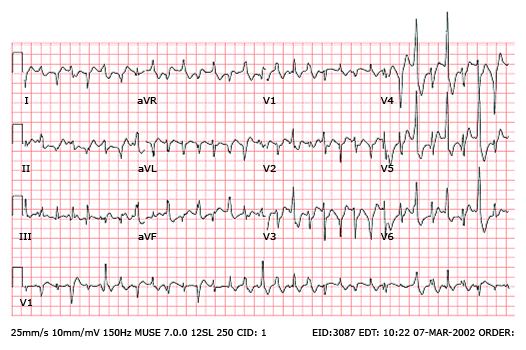 I aVR V1 V4
II aVL V2 V5
III aVF V3 V6
V1
25mm/s 10mm/mV 150Hz MUSE 7.0.0 12SL 250 CID: 1 EID:3087 EDT: 10:22 07-MAR-2002 ORDER: